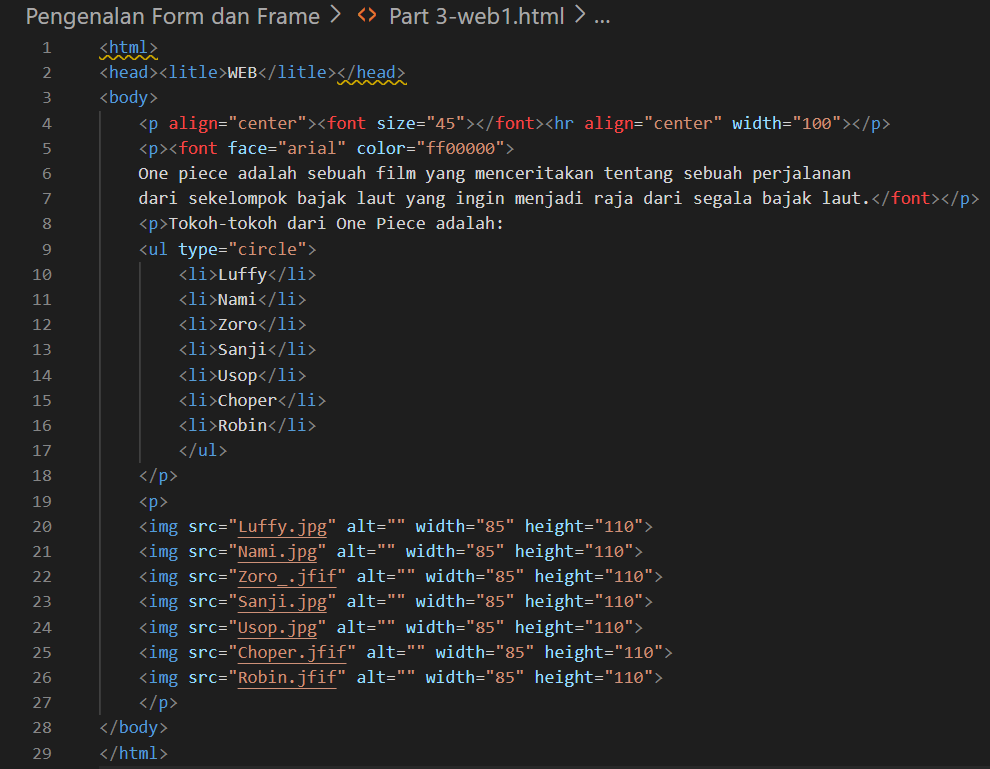 Pengenalan Form dan Frame > <> Part 3-web1.html > ...
1 <html>
2 <head><litle>WEB</litle></head>
3 <body>
4 <p align="center"><font size="45"></font><hr align="center" width="100"></p>
5 <p><font face="arial" color="ff00000">
6 One piece adalah sebuah film yang menceritakan tentang sebuah perjalanan
7 dari sekelompok bajak laut yang ingin menjadi raja dari segala bajak laut.</font></p>
8 <p>Tokoh-tokoh dari One Piece adalah:
9 <ul type="circle">
10 <li>Luffy</li>
11 <li>Nami</li>
12 <li>Zoro</li>
13 <li>Sanji</li>
14 <li>Usop</li>
15 <li>Choper</li>
16 <li>Robin</li>
17 </ul>
18 </p>
19 <p>
20 <img src="Luffy.jpg" alt="" width="85" height="110">
21 <img src="Nami.jpg" alt="" width="85" height="110">
22 <img src="Zoro_.jfif" alt="" width="85" height="110">
23 <img src="Sanji.jpg" alt="" width="85" height="110">
24 <img src="Usop.jpg" alt="" width="85" height="110">
25 <img src="Choper.jfif" alt="" width="85" height="110">
26 <img src="Robin.jfif" alt="" width="85" height="110">
27 </p>
28 </body>
29 </html>